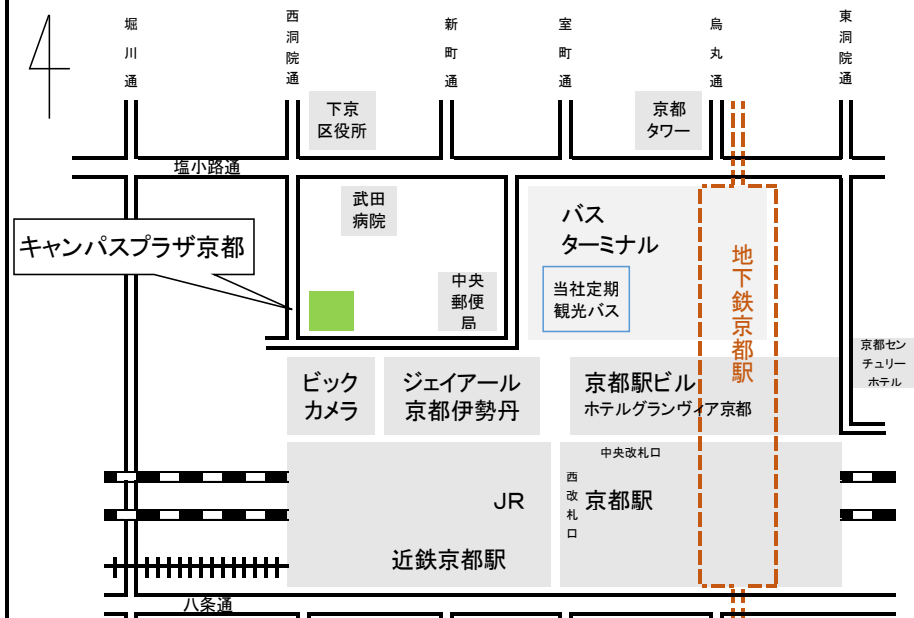 堀川通
西洞院通
新町通
室町通
烏丸通
東洞院通
下京
区役所
京都
タワー
塩小路通
武田
病院
バス
ターミナル
キャンパスプラザ京都
地下鉄京都駅
中央
郵便
局
当社定期
観光バス
京都セン
チュリー
ホテル
ビック
カメラ
ジェイアール
京都伊勢丹
京都駅ビル
ホテルグランヴィア京都
中央改札口
西改札口
JR
京都駅
近鉄京都駅
八条通